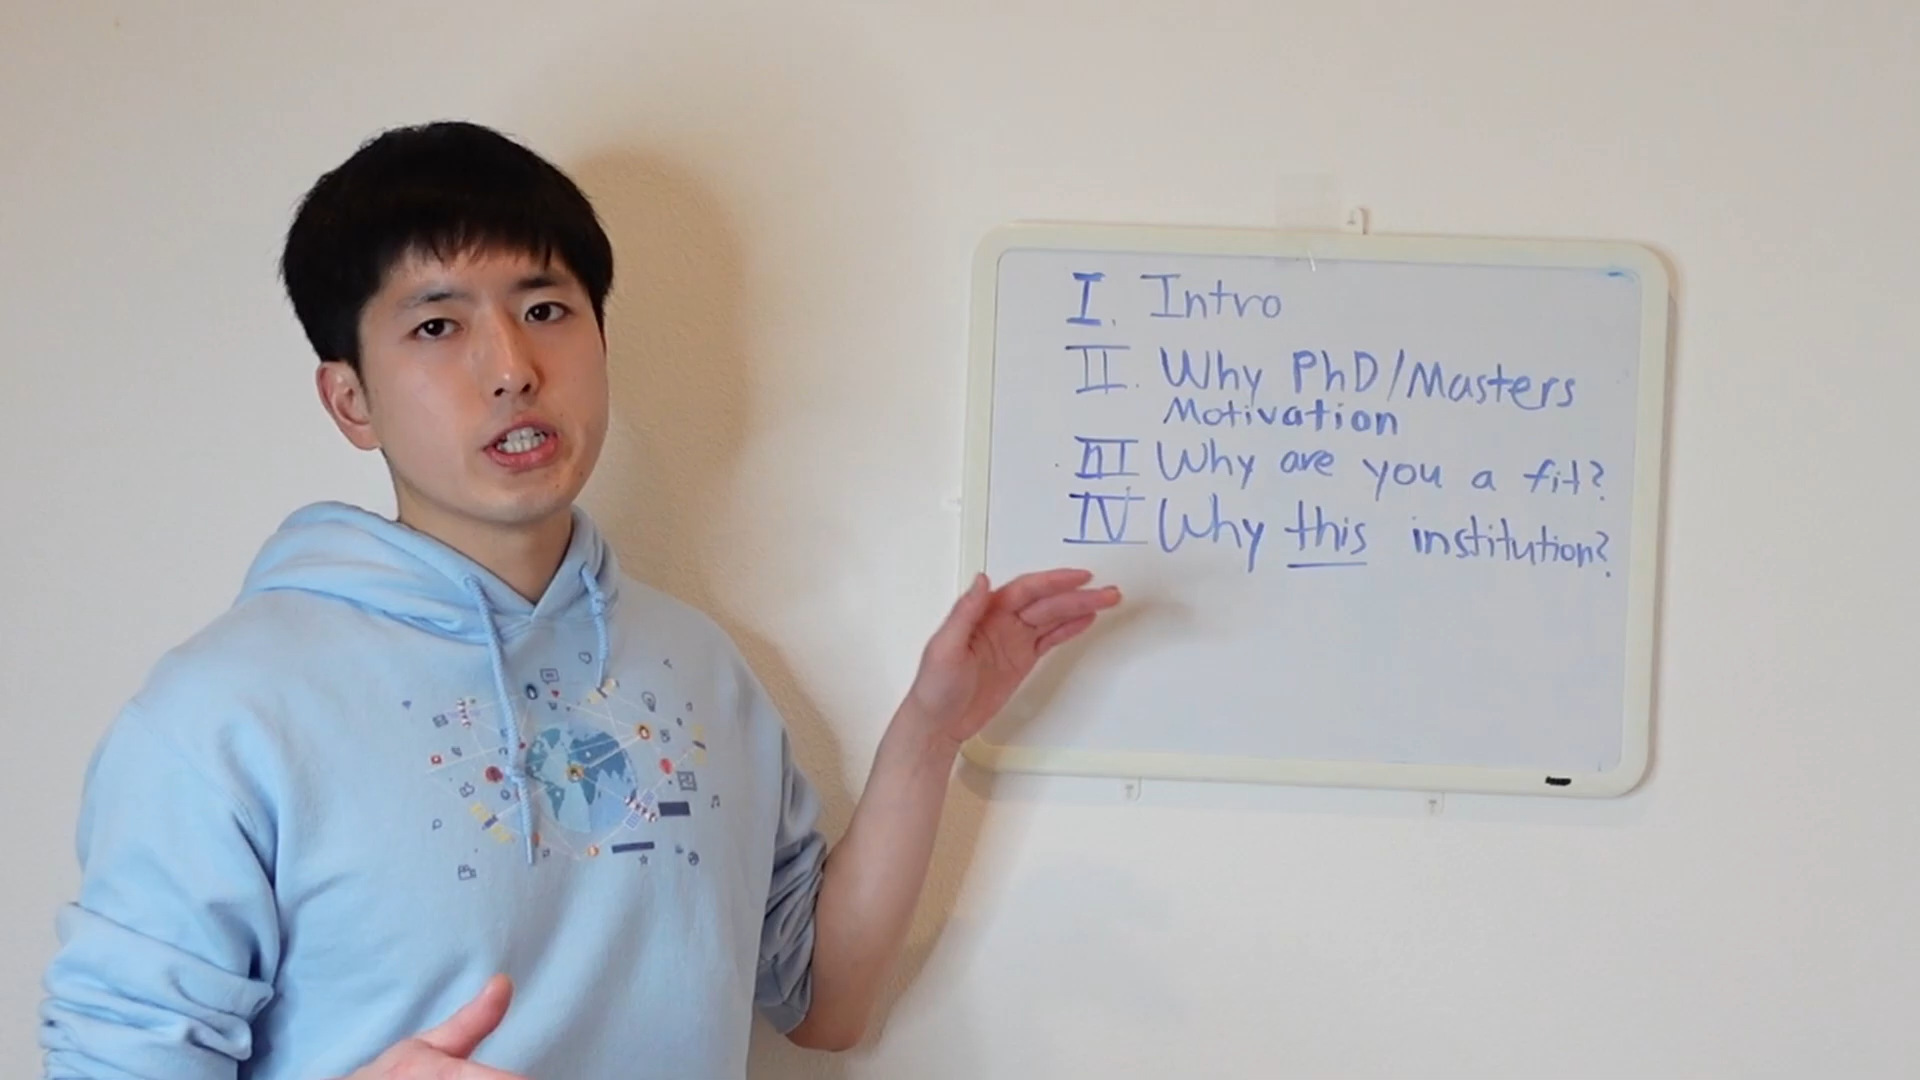 I. Intro
II. Why PhD/Masters
Motivation
III Why are you a fit?
IV Why this institution?